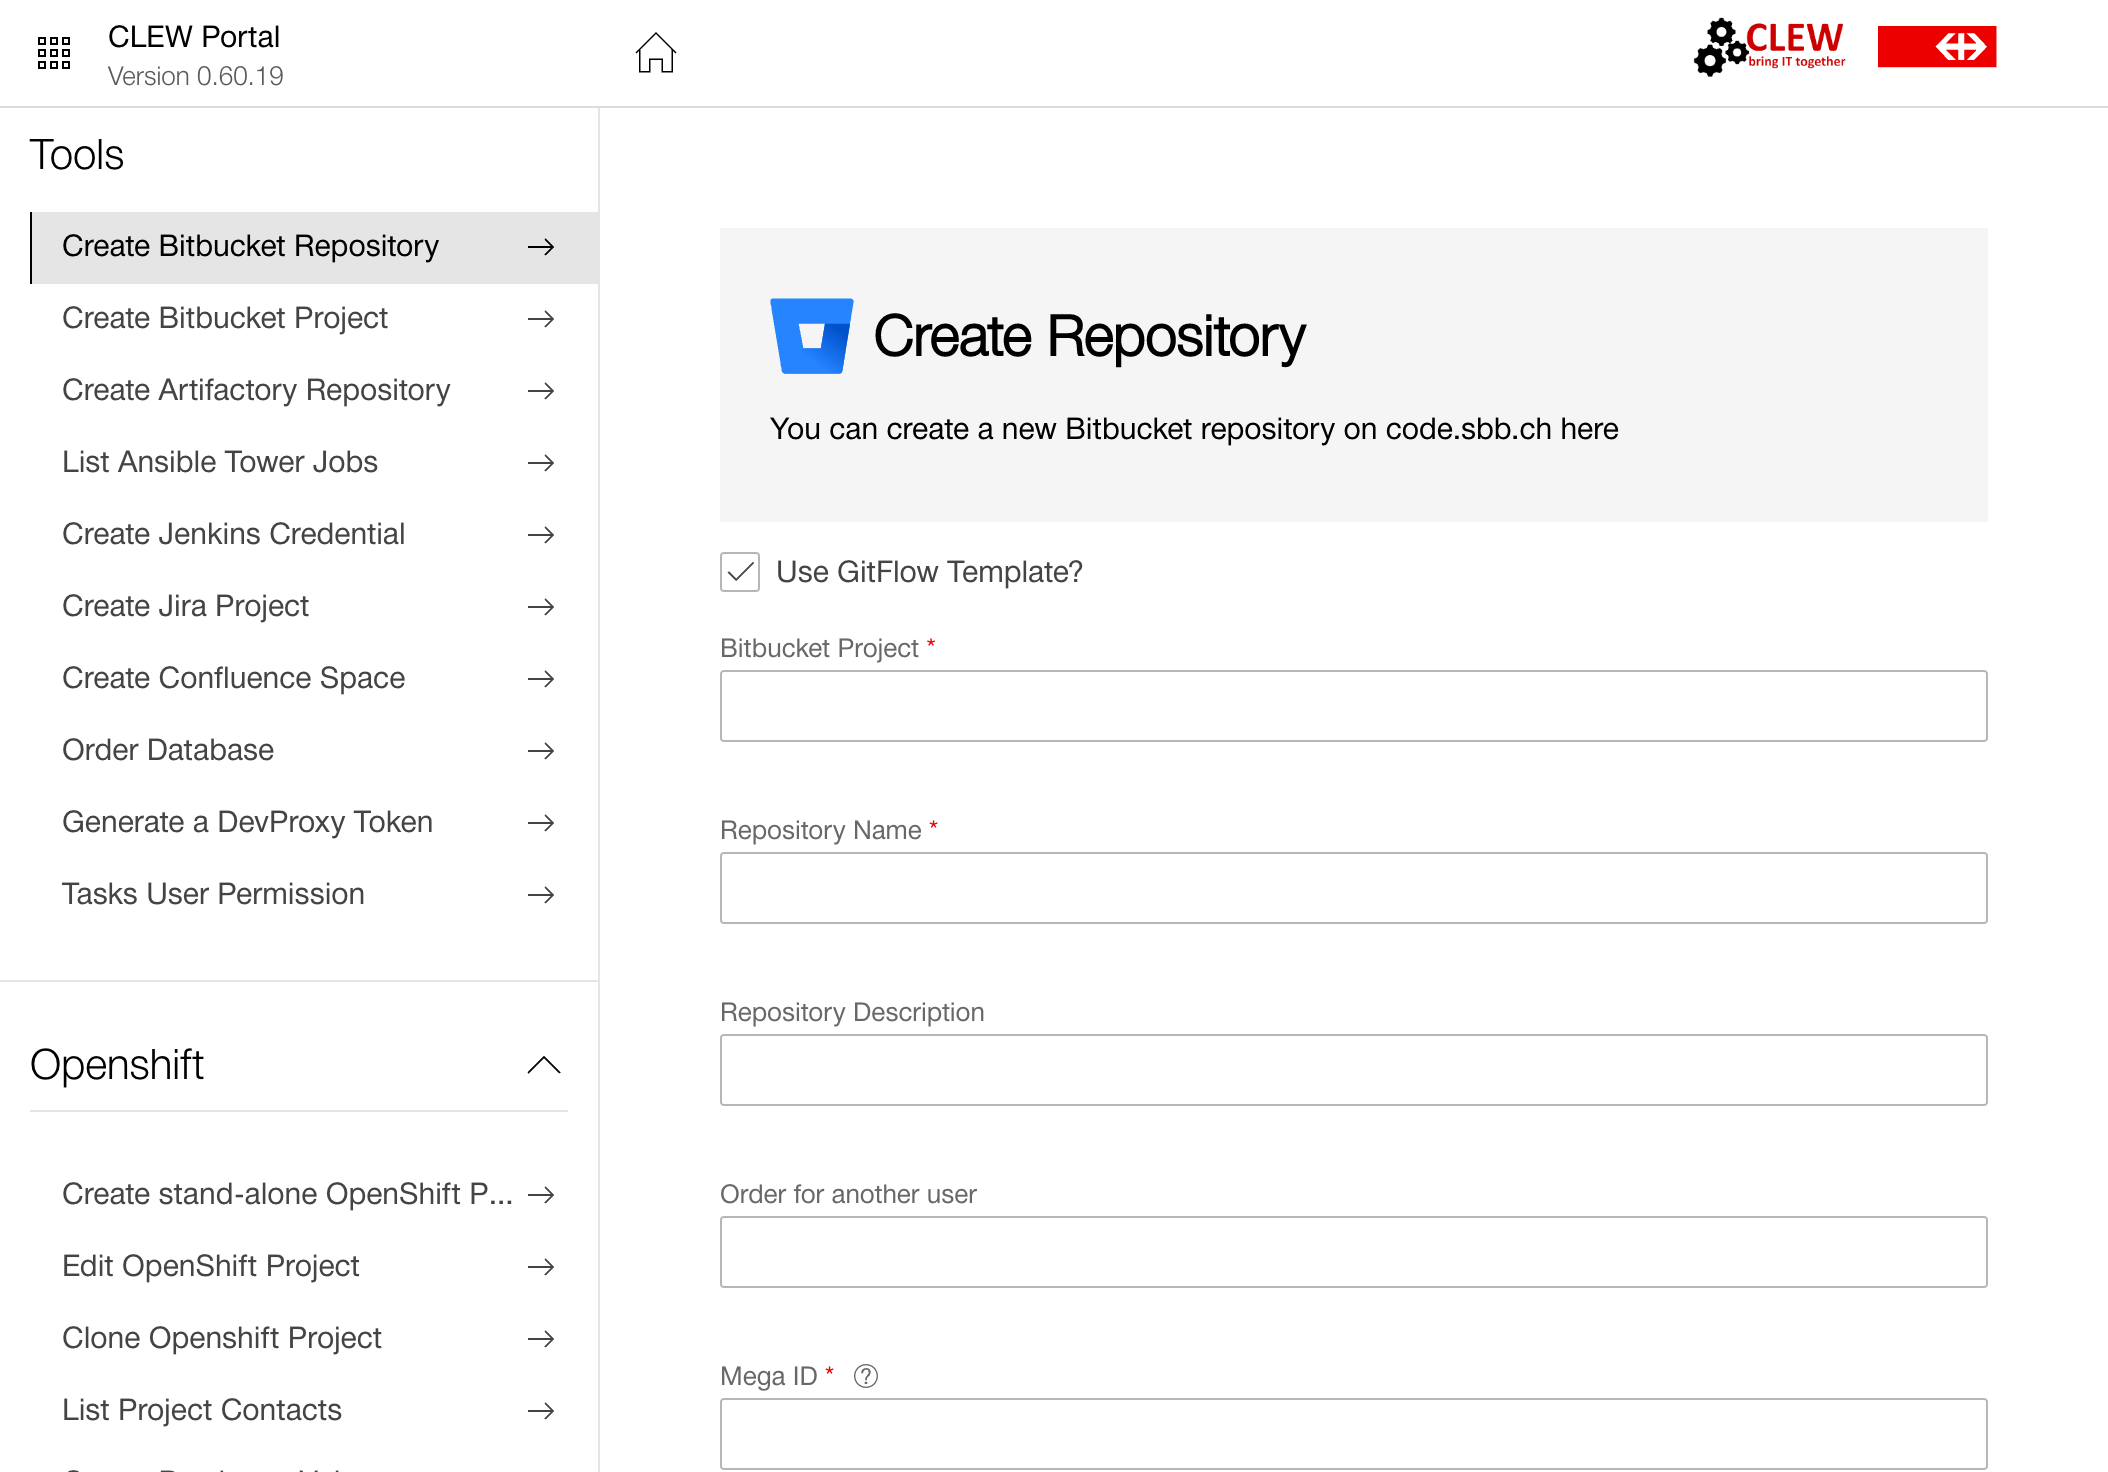 CLEW Portal
Version 0.60.19
CLEW
bring IT together
Tools
Create Bitbucket Repository
Create Bitbucket Project
Create Artifactory Repository
List Ansible Tower Jobs
Create Jenkins Credential
Create Jira Project
Create Confluence Space
Order Database
Generate a DevProxy Token
Tasks User Permission
Openshift
Create stand-alone OpenShift P...
Edit OpenShift Project
Clone Openshift Project
List Project Contacts
Create Repository
You can create a new Bitbucket repository on code.sbb.ch here
Use GitFlow Template?
Bitbucket Project *
Repository Name *
Repository Description
Order for another user
Mega ID * ?